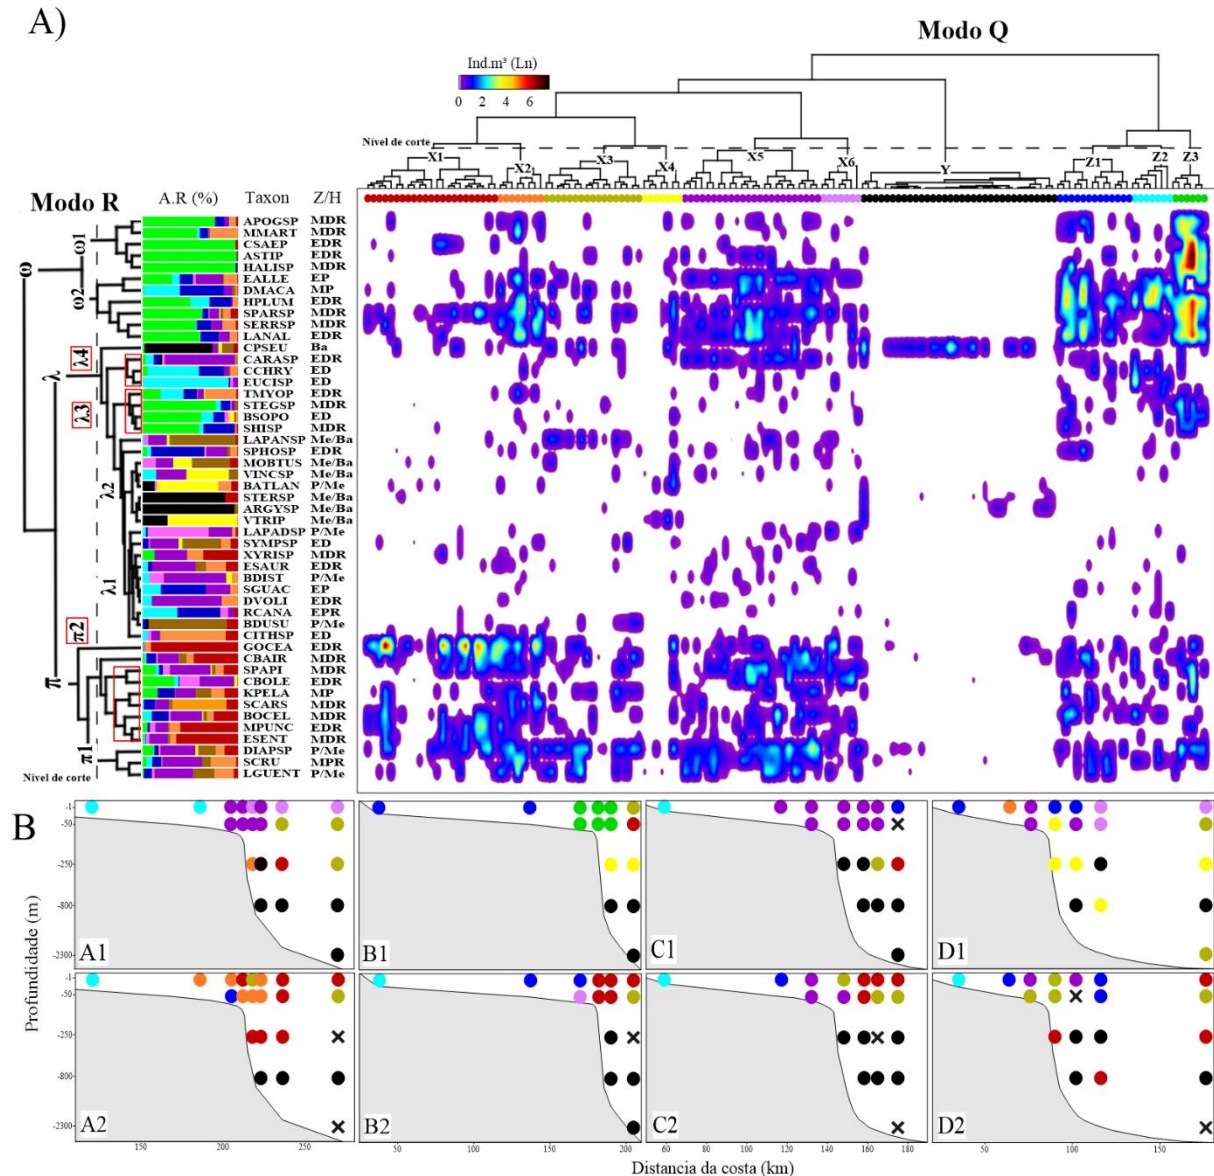 A)
Modo Q
Ind.m³ (Ln)
0 2 4 6
Nível de corte
X1 X2 X3 X4 X5 X6 Y Z1 Z2 Z3
Modo R A.R (%) Taxon Z/H
APOGSP MDR
MMART MDR
CSAEP EDR
ASTIP EDR
HALISP MDR
EALLE EP
DMACA MP
HPLUM EDR
SPARSP MDR
SERRSP MDR
LANAL EDR
CPSEU Ba
CARASP EDR
CCHRY ED
EUCISP ED
TMYOP EDR
STEGSP MDR
BSOPO ED
SHISP MDR
LAPANSP Me/Ba
SPHOSP EDR
MOBTUS Me/Ba
VINCSP Me/Ba
BATLAN P/Me
STERSP Me/Ba
ARGYSP Me/Ba
VTRIP Me/Ba
LAPADSP P/Me
SYMPSP ED
XYRISP MDR
ESAUR EDR
BDIST P/Me
SGUAC EP
DVOLI EDR
RCANA EPR
BDUSU P/Me
CITHSP ED
GOCEA EDR
CBAIR MDR
SPAPI MDR
CBOLE EDR
KPELA MP
SCARS MDR
BOCEL MDR
MPUNC EDR
ESENT MDR
DIAPSP P/Me
SCRU MPR
LGUENT P/Me
ω
ω1
ω2
λ
λ4
λ3
λ2
λ1
π
π2
π1
Nível de corte
B
Profundidade (m)
-1
-50
-250
-800
-2300
A1 B1 C1 D1
-1
-50
-250
-800
-2300
A2 B2 C2 D2
150 200 250
50 100 150 200
60 80 100 120 140 160 180
50 100 150
Distancia da costa (km)